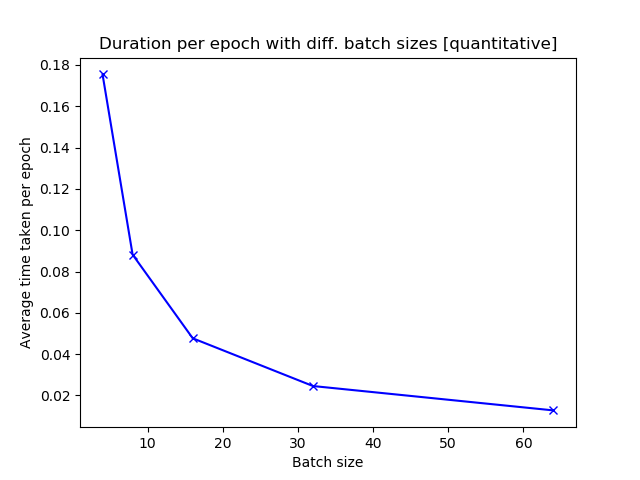 Duration per epoch with diff. batch sizes [quantitative]
0.18
0.16
0.14
0.12
0.10
0.08
0.06
0.04
0.02
Average time taken per epoch
10 20 30 40 50 60
Batch size